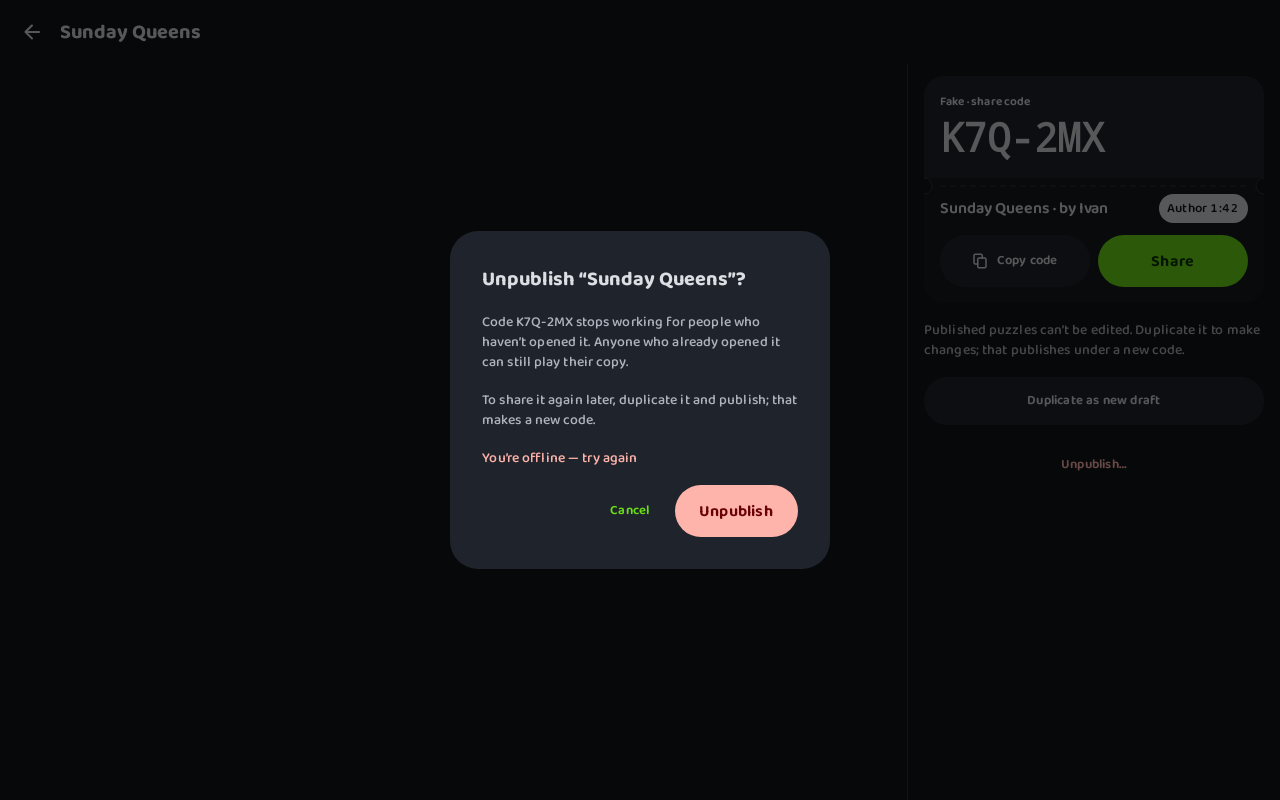 Sunday Queens
Fake · share code
K7Q-2MX
Sunday Queens · by Ivan
Author 1:42
Copy code
Share
Published puzzles can’t be edited. Duplicate it to make
changes; that publishes under a new code.
Duplicate as new draft
Unpublish…
Unpublish “Sunday Queens”?
Code K7Q-2MX stops working for people who
haven’t opened it. Anyone who already opened it
can still play their copy.
To share it again later, duplicate it and publish; that
makes a new code.
You’re offline — try again
Cancel
Unpublish